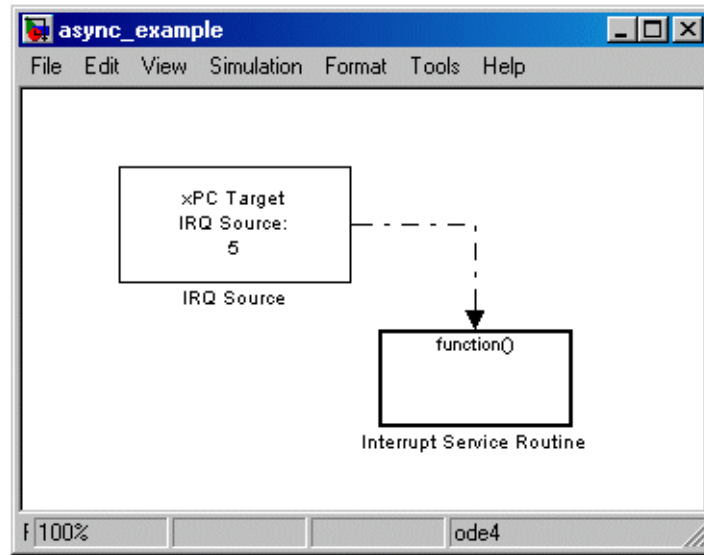 async_example
File Edit View Simulation Format Tools Help
xPC Target
IRQ Source:
5
IRQ Source
function()
Interrupt Service Routine
100%
ode4